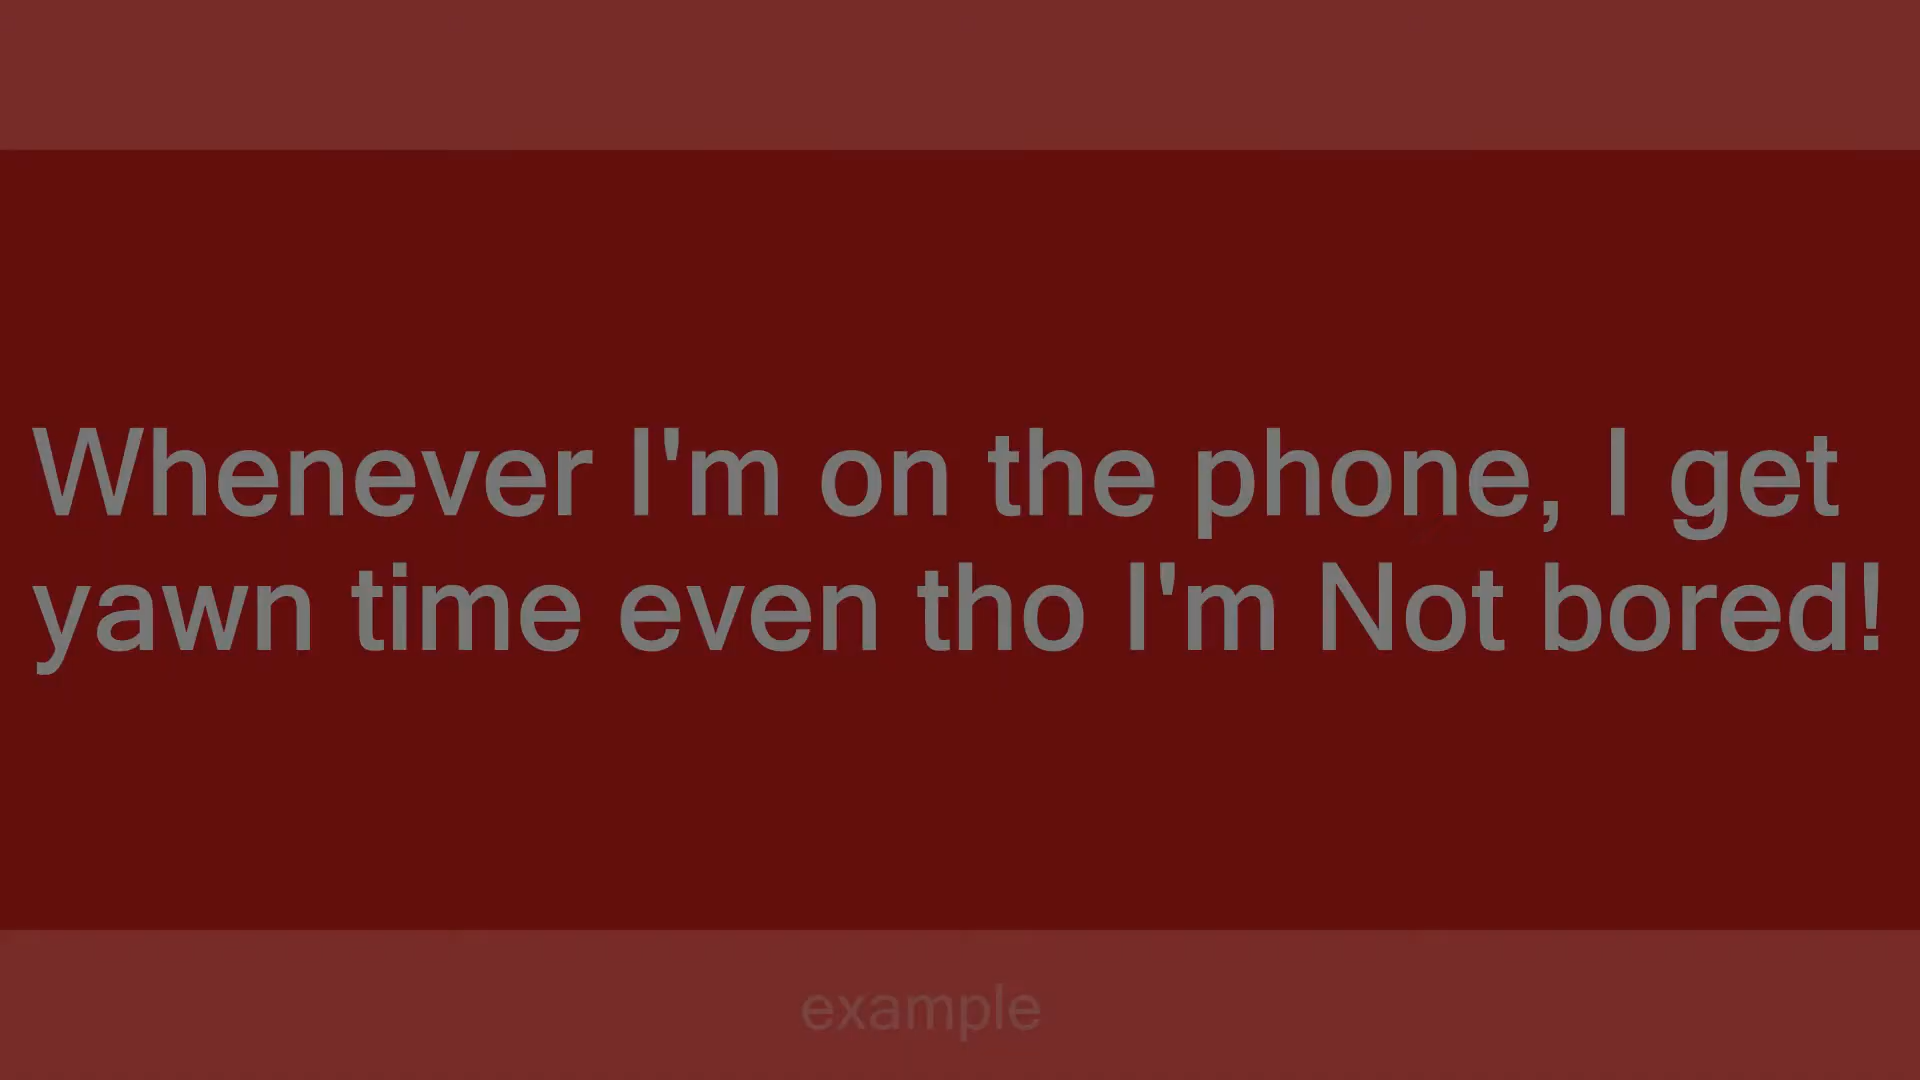 Whenever I'm on the phone, I get
yawn time even tho I'm Not bored!
example